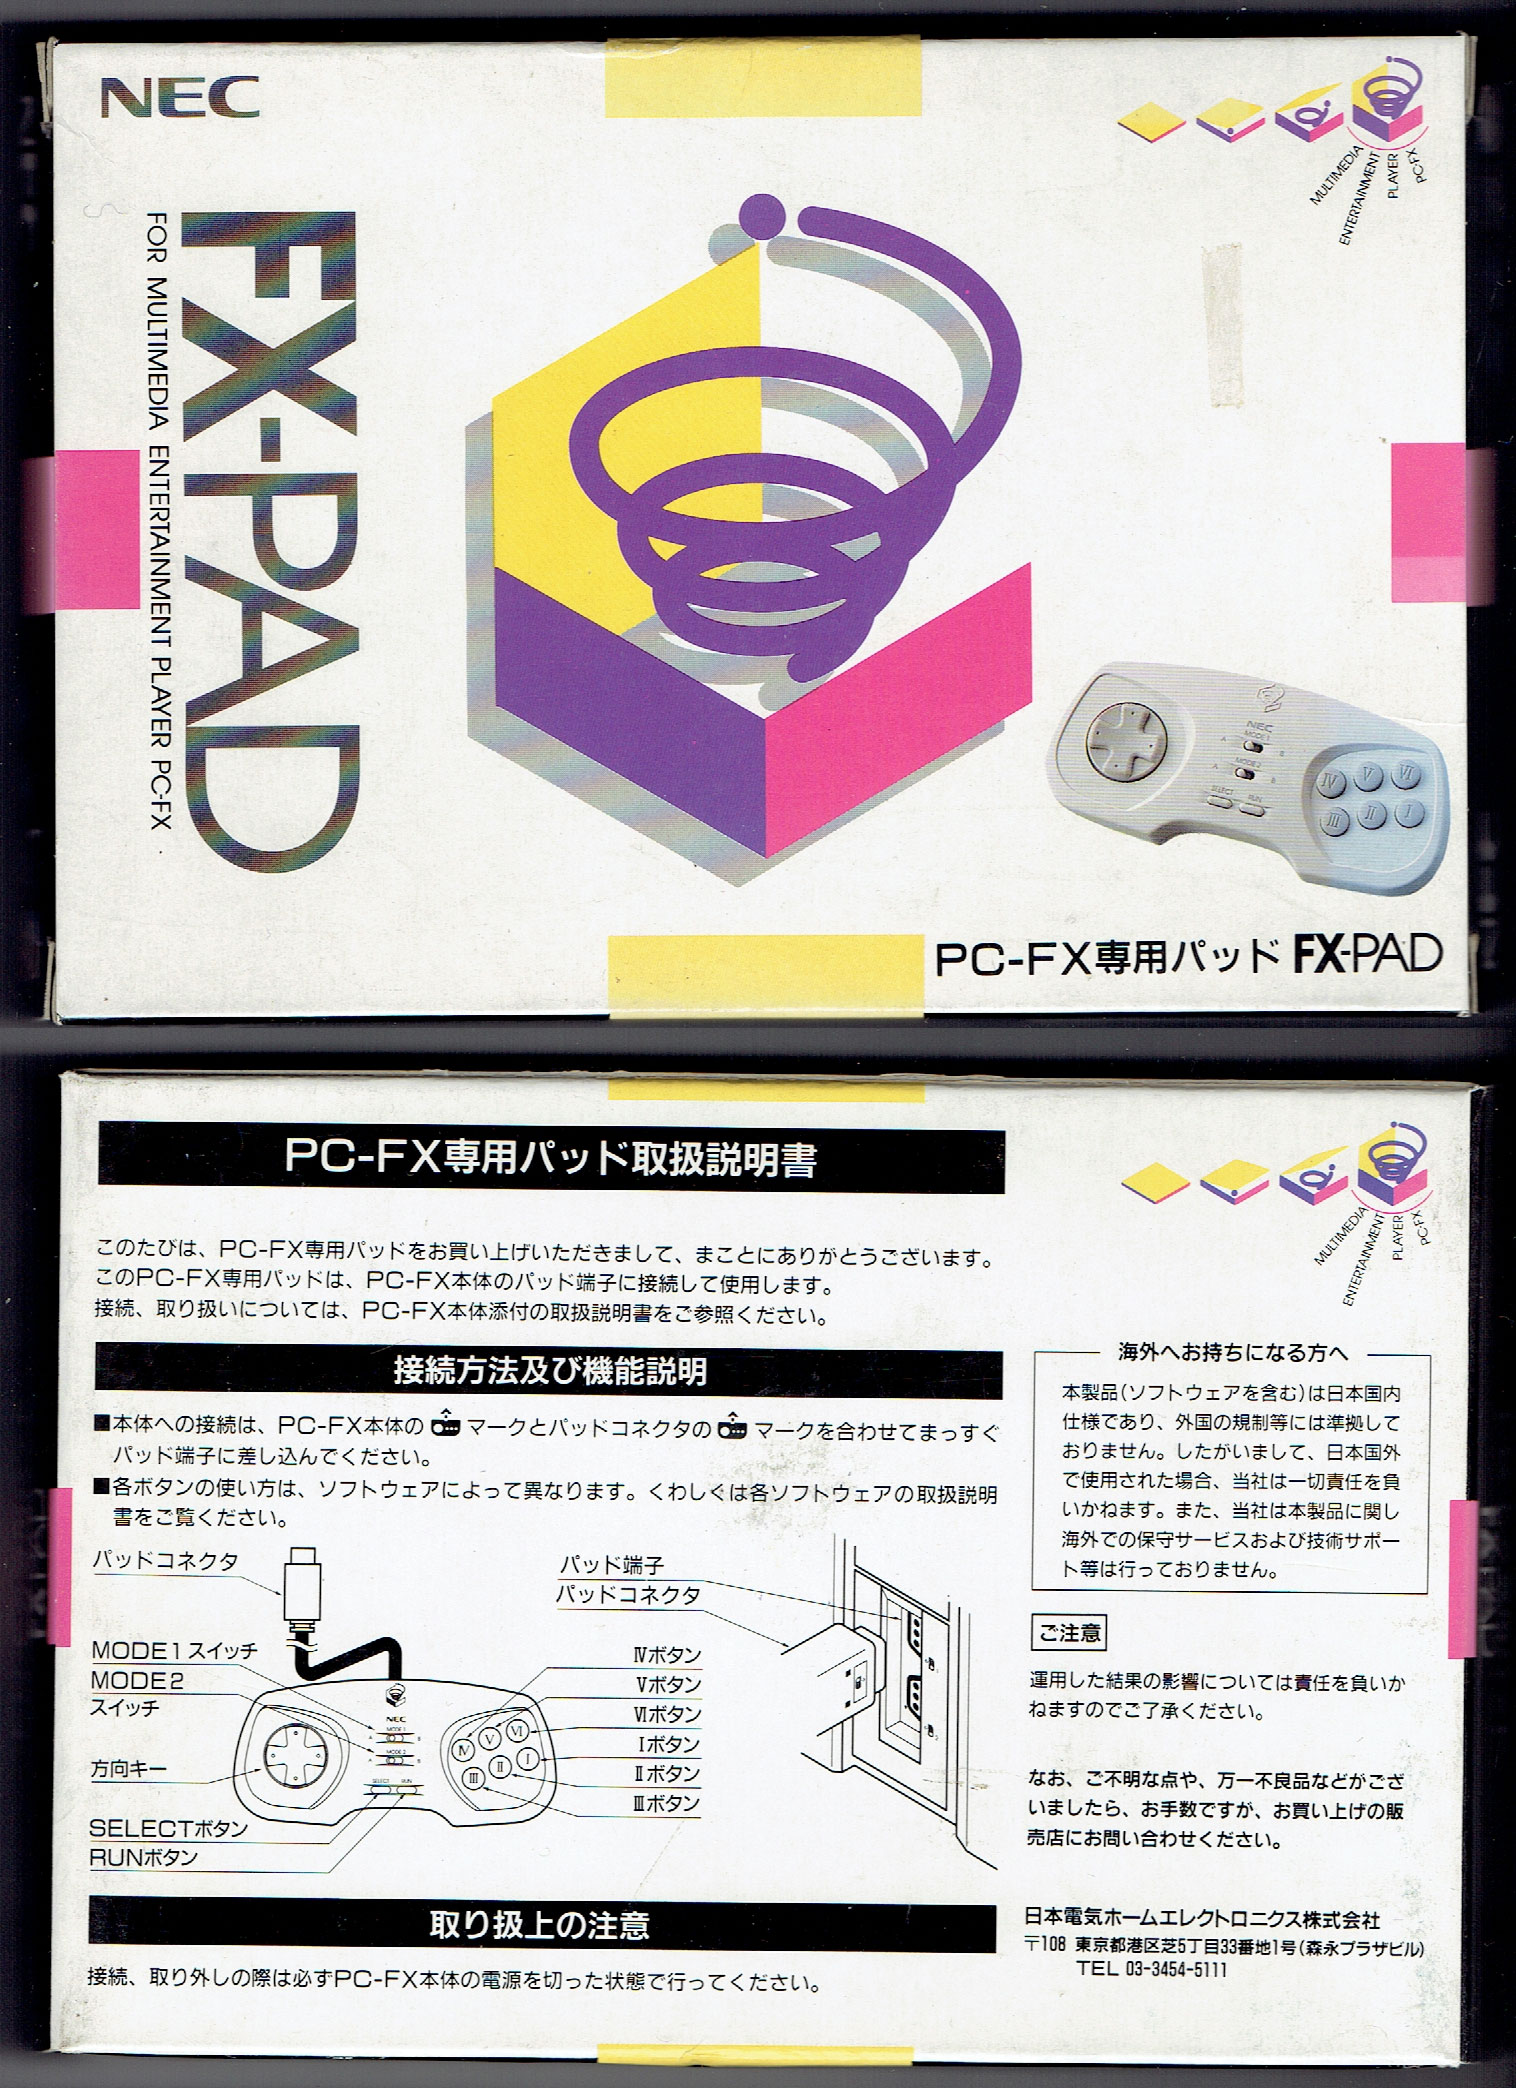 NEC
MULTIMEDIA
ENTERTAINMENT
PLAYER
PC-FX
FX-PAD
FOR MULTIMEDIA ENTERTAINMENT PLAYER PC-FX
NEC
MODE 1
A B
MODE 2
A B
SELECT RUN
Ⅳ Ⅴ Ⅵ
Ⅲ Ⅱ Ⅰ
PC-FX専用パッド FX-PAD
PC-FX専用パッド取扱説明書
MULTIMEDIA
ENTERTAINMENT
PLAYER
PC-FX
このたびは、PC-FX専用パッドをお買い上げいただきまして、まことにありがとうございます。
このPC-FX専用パッドは、PC-FX本体のパッド端子に接続して使用します。
接続、取り扱いについては、PC-FX本体添付の取扱説明書をご参照ください。
接続方法及び機能説明
■本体への接続は、PC-FX本体の マークとパッドコネクタの マークを合わせてまっすぐ
パッド端子に差し込んでください。
■各ボタンの使い方は、ソフトウェアによって異なります。くわしくは各ソフトウェアの取扱説明
書をご覧ください。
パッドコネクタ
MODE1スイッチ
MODE2
スイッチ
方向キー
SELECTボタン
RUNボタン
NEC
MODE 1
A B
MODE 2
A B
SELECT RUN
Ⅳ Ⅴ Ⅵ
Ⅲ Ⅱ Ⅰ
パッド端子
パッドコネクタ
Ⅳボタン
Ⅴボタン
Ⅵボタン
Ⅰボタン
Ⅱボタン
Ⅲボタン
取り扱上の注意
接続、取り外しの際は必ずPC-FX本体の電源を切った状態で行ってください。
海外へお持ちになる方へ
本製品(ソフトウェアを含む)は日本国内
仕様であり、外国の規制等には準拠して
おりません。したがいまして、日本国外
で使用された場合、当社は一切責任を負
いかねます。また、当社は本製品に関し
海外での保守サービスおよび技術サポー
ト等は行っておりません。
ご注意
運用した結果の影響については責任を負いか
ねますのでご了承ください。
なお、ご不明な点や、万一不良品などがござ
いましたら、お手数ですが、お買い上げの販
売店にお問い合わせください。
日本電気ホームエレクトロニクス株式会社
〒108 東京都港区芝5丁目33番地1号(森永プラザビル)
TEL 03-3454-5111